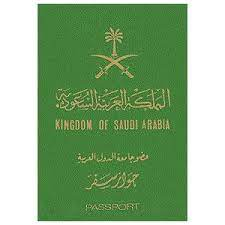 المملكة العربية السعودية
KINGDOM OF SAUDI ARABIA
عضو جامعة الدول العربية
جواز سفر
PASSPORT